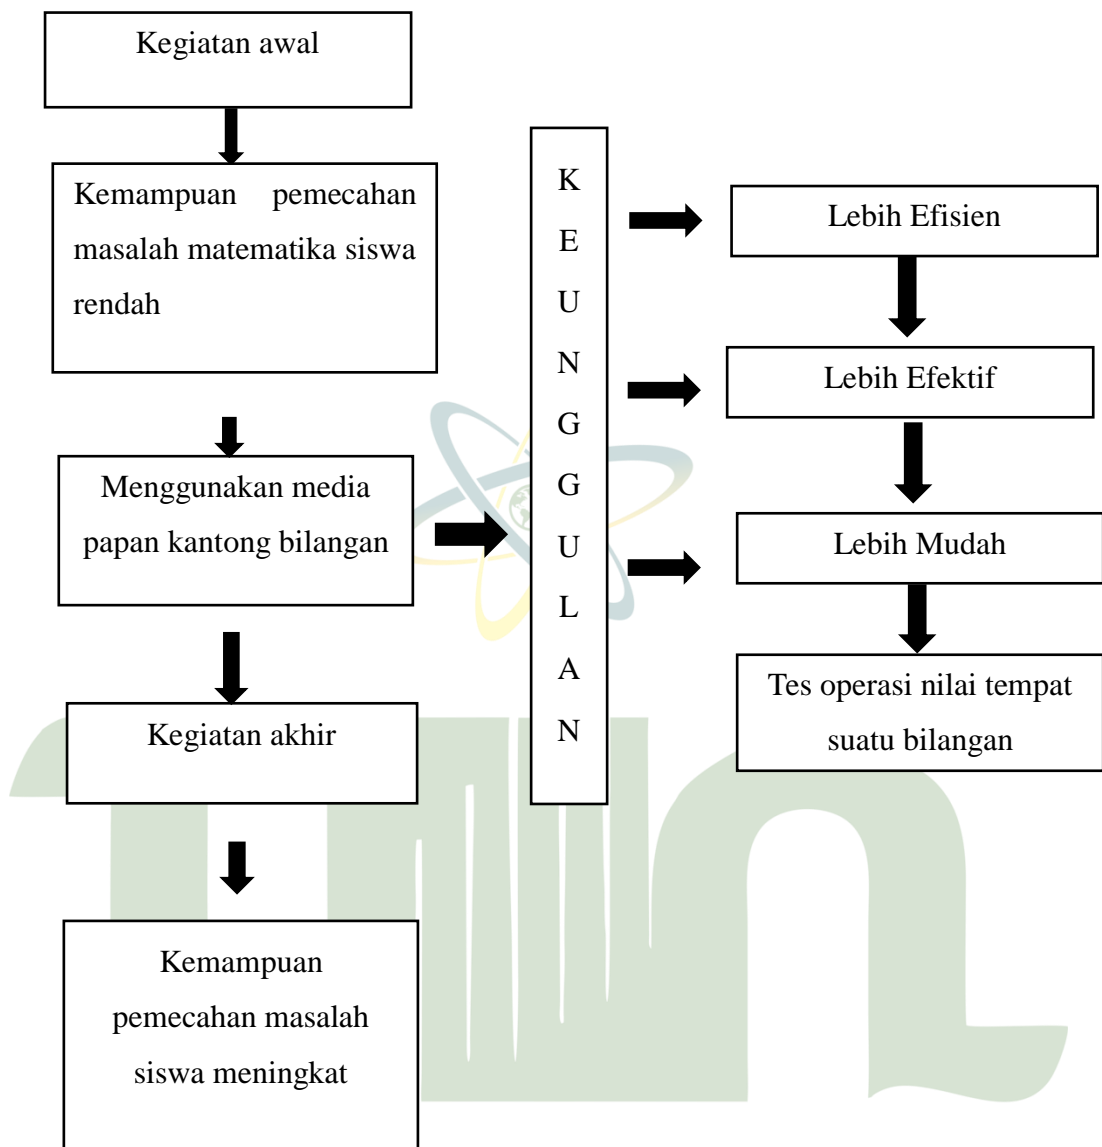 Kegiatan awal
Kemampuan pemecahan
masalah matematika siswa
rendah
Menggunakan media
papan kantong bilangan
Kegiatan akhir
Kemampuan
pemecahan masalah
siswa meningkat
K
E
U
N
G
G
U
L
A
N
Lebih Efisien
Lebih Efektif
Lebih Mudah
Tes operasi nilai tempat
suatu bilangan